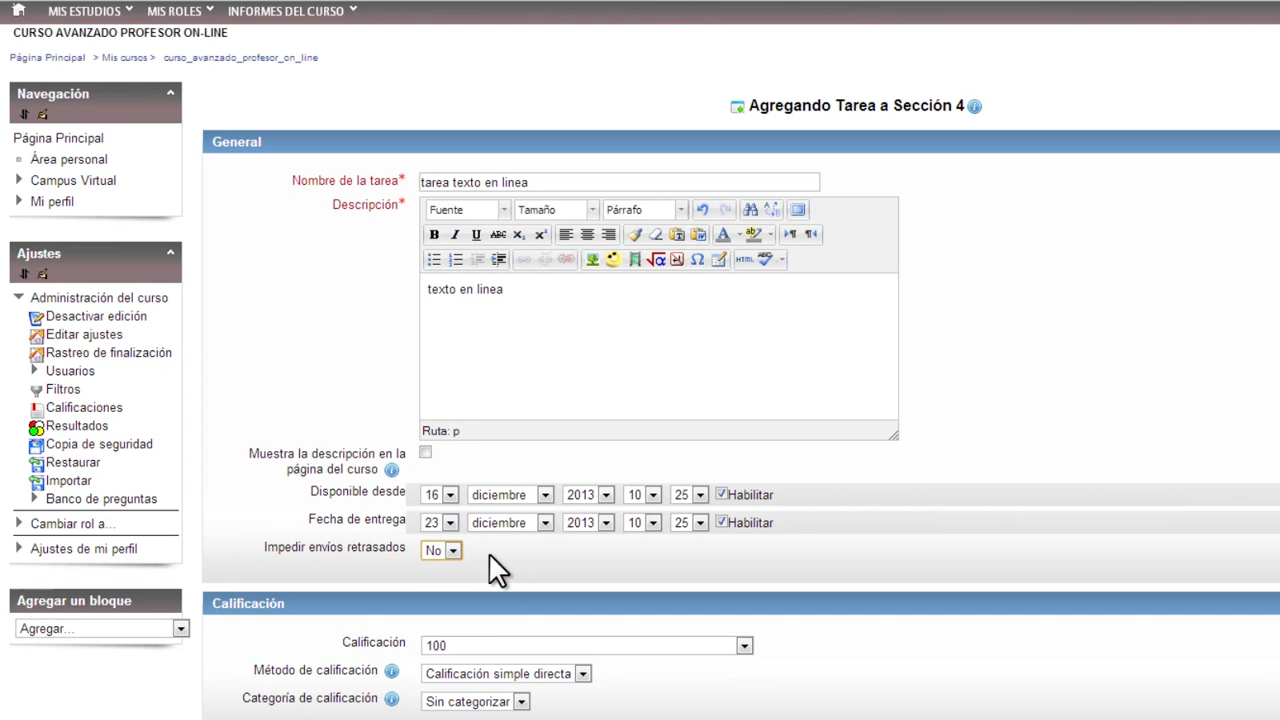 MIS ESTUDIOS MIS ROLES INFORMES DEL CURSO
CURSO AVANZADO PROFESOR ON-LINE
Página Principal > Mis cursos > curso_avanzado_profesor_on_line
Navegación
Página Principal
Área personal
Campus Virtual
Mi perfil
Ajustes
Administración del curso
Desactivar edición
Editar ajustes
Rastreo de finalización
Usuarios
Filtros
Calificaciones
Resultados
Copia de seguridad
Restaurar
Importar
Banco de preguntas
Cambiar rol a...
Ajustes de mi perfil
Agregar un bloque
Agregar...
Agregando Tarea a Sección 4
General
Nombre de la tarea* tarea texto en linea
Descripción*
Fuente Tamaño Párrafo
B I U ABC X₂ X² A ab
Ω HTML ABC
texto en linea
Ruta: p
Muestra la descripción en la
página del curso
Disponible desde 16 diciembre 2013 10 25 Habilitar
Fecha de entrega 23 diciembre 2013 10 25 Habilitar
Impedir envíos retrasados No
Calificación
Calificación 100
Método de calificación Calificación simple directa
Categoría de calificación Sin categorizar